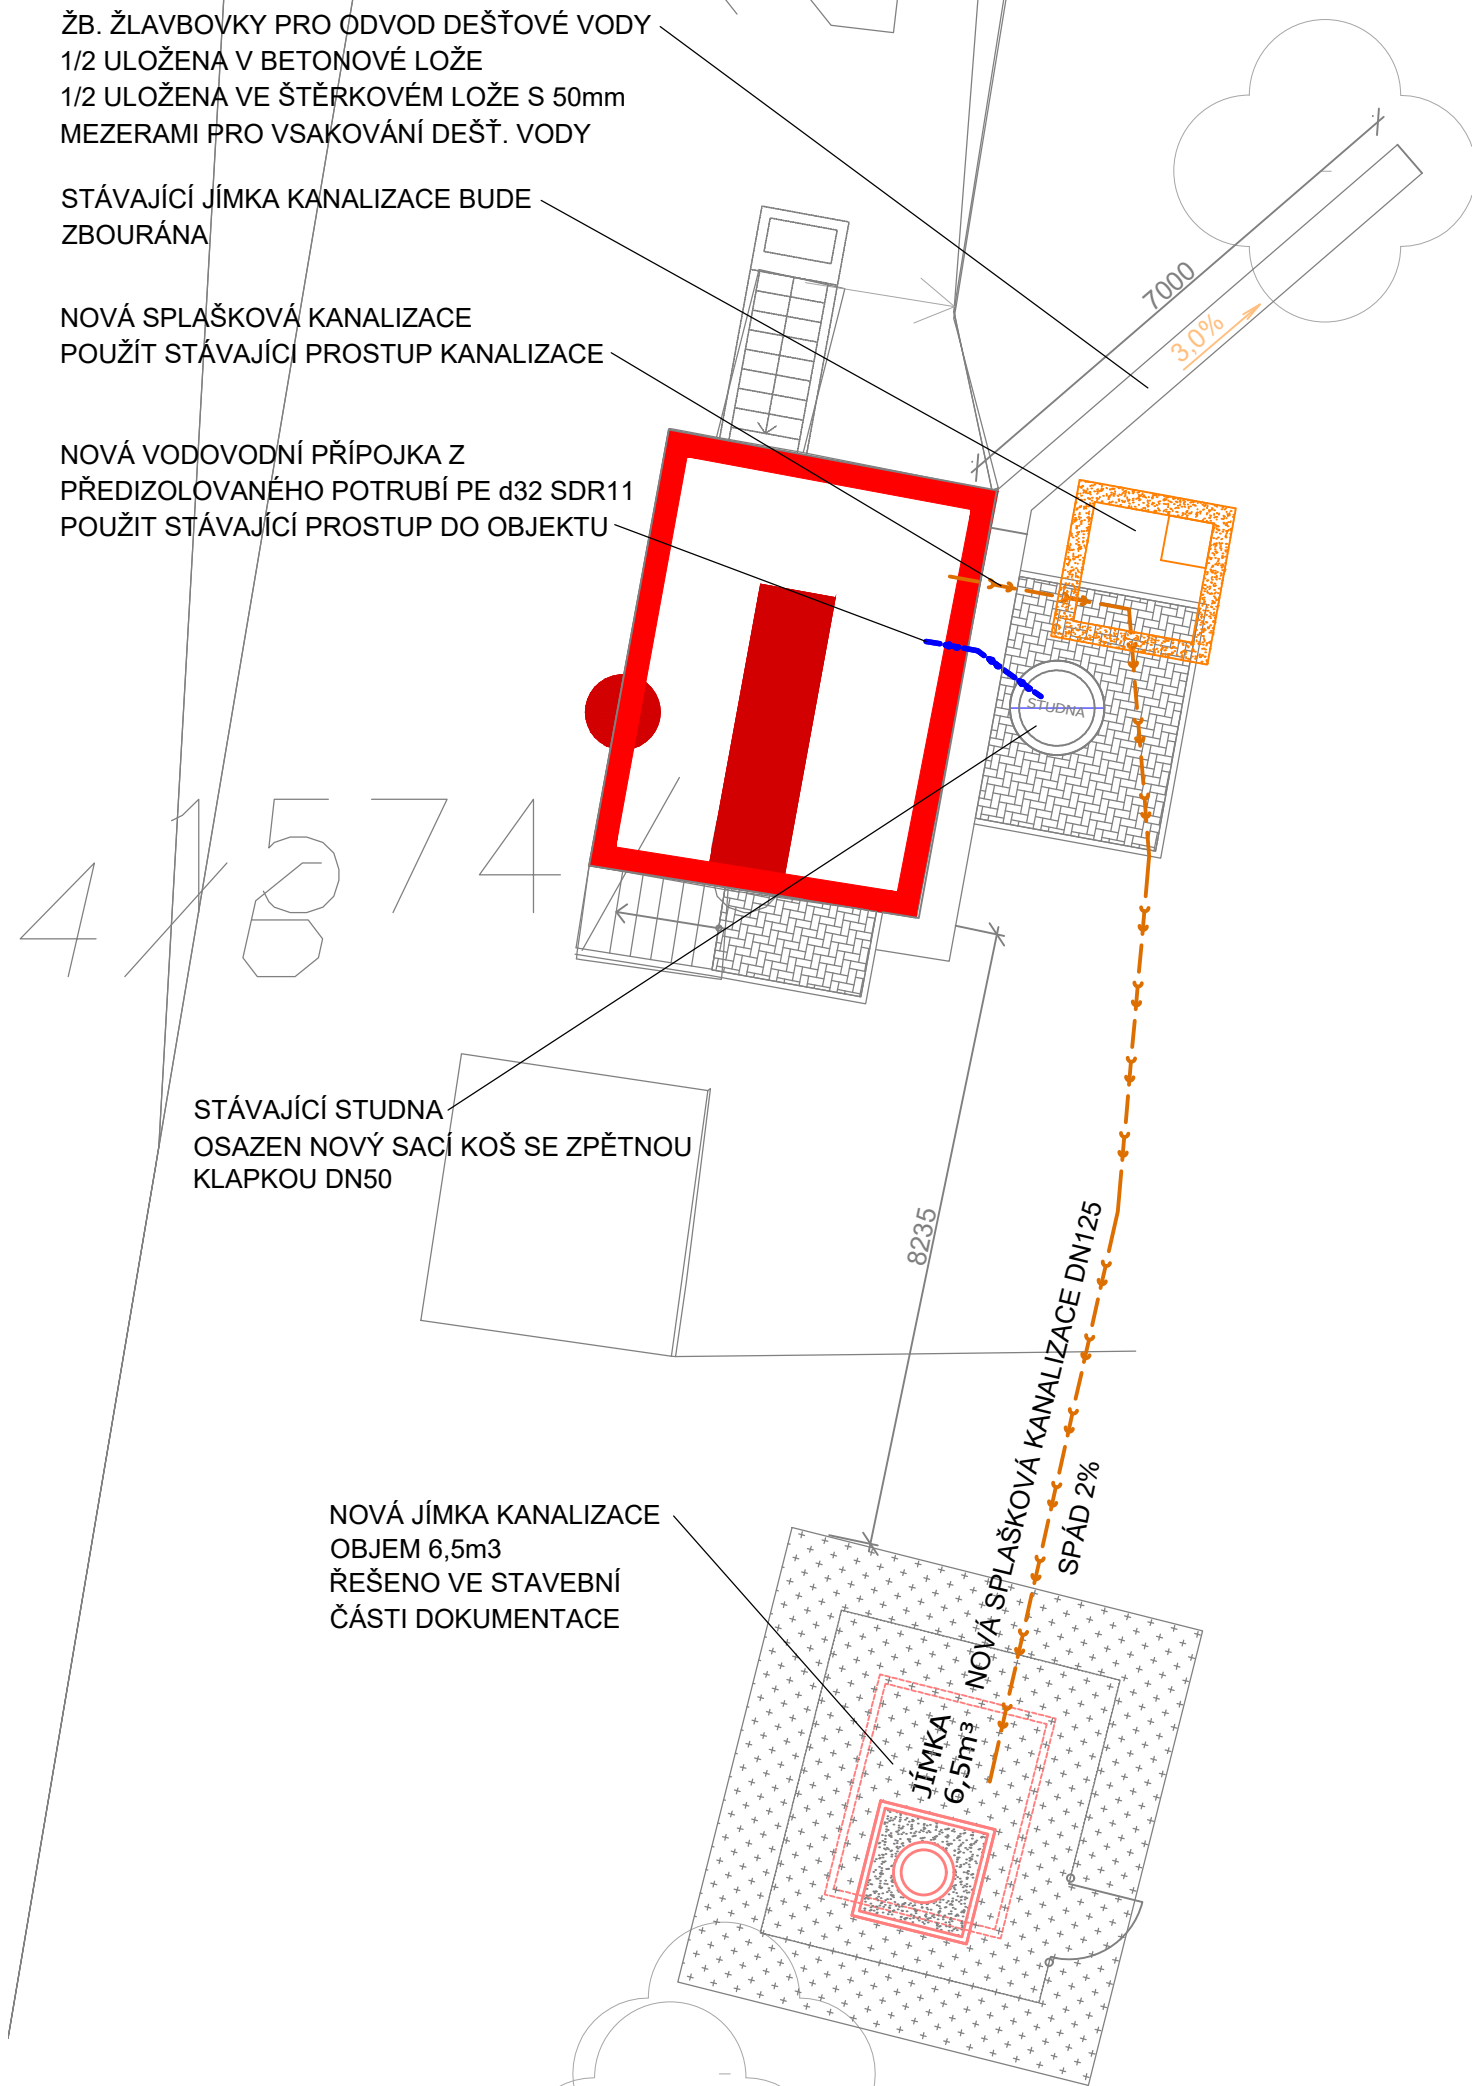 ŽB. ŽLAVBOVKY PRO ODVOD DEŠŤOVÉ VODY
1/2 ULOŽENA V BETONOVÉ LOŽE
1/2 ULOŽENA VE ŠTĚRKOVÉM LOŽE S 50mm
MEZERAMI PRO VSAKOVÁNÍ DEŠŤ. VODY
STÁVAJÍCÍ JÍMKA KANALIZACE BUDE
ZBOURÁNA
7000
3,0%
NOVÁ SPLAŠKOVÁ KANALIZACE
POUŽÍT STÁVAJÍCI PROSTUP KANALIZACE
NOVÁ VODOVODNÍ PŘÍPOJKA Z
PŘEDIZOLOVANÉHO POTRUBÍ PE d32 SDR11
POUŽIT STÁVAJÍCÍ PROSTUP DO OBJEKTU
STUDNA
1574
STÁVAJÍCÍ STUDNA
OSAZEN NOVÝ SACÍ KOŠ SE ZPĚTNOU
KLAPKOU DN50
8235
NOVÁ SPLAŠKOVÁ KANALIZACE DN125
SPÁD 2%
NOVÁ JÍMKA KANALIZACE
OBJEM 6,5m3
ŘEŠENO VE STAVEBNÍ
ČÁSTI DOKUMENTACE
JÍMKA
6,5m³